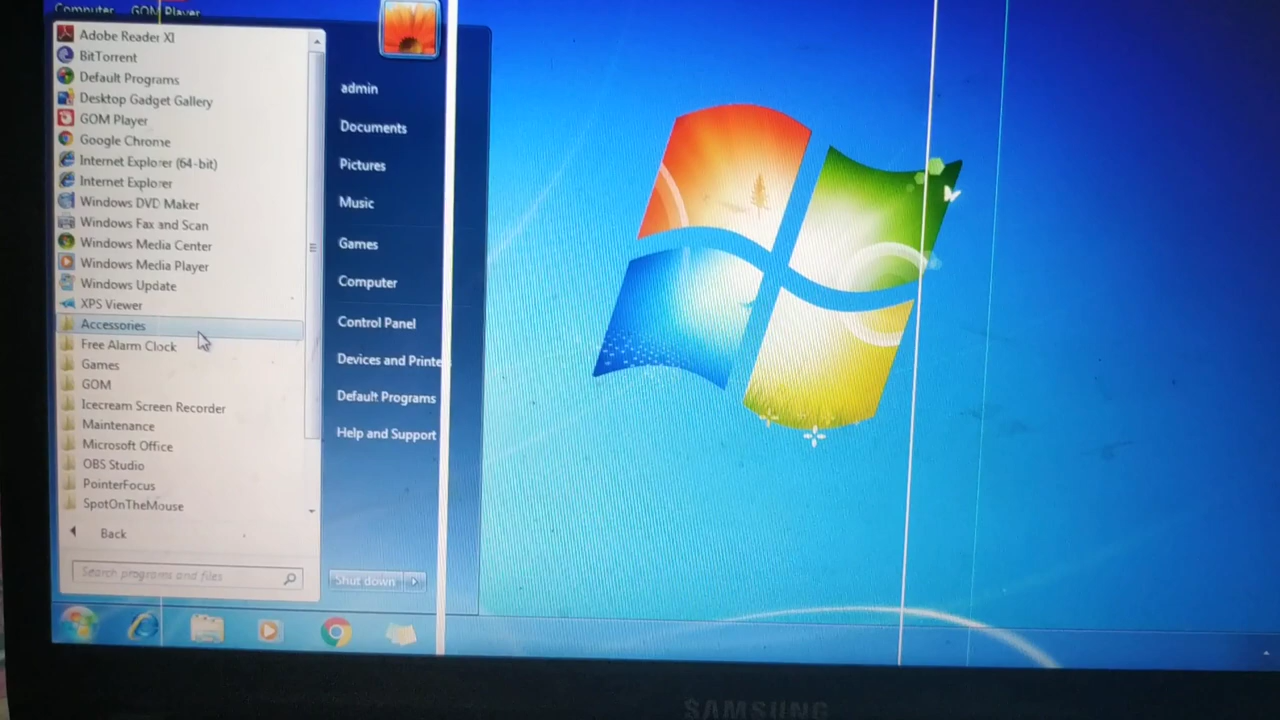 Computer GOM Player
Adobe Reader XI
BitTorrent
Default Programs
Desktop Gadget Gallery
GOM Player
Google Chrome
Internet Explorer (64-bit)
Internet Explorer
Windows DVD Maker
Windows Fax and Scan
Windows Media Center
Windows Media Player
Windows Update
XPS Viewer
Accessories
Free Alarm Clock
Games
GOM
Icecream Screen Recorder
Maintenance
Microsoft Office
OBS Studio
PointerFocus
SpotOnTheMouse
Back
Search programs and files
admin
Documents
Pictures
Music
Games
Computer
Control Panel
Devices and Printe
Default Programs
Help and Support
Shut down
SAMSUNG